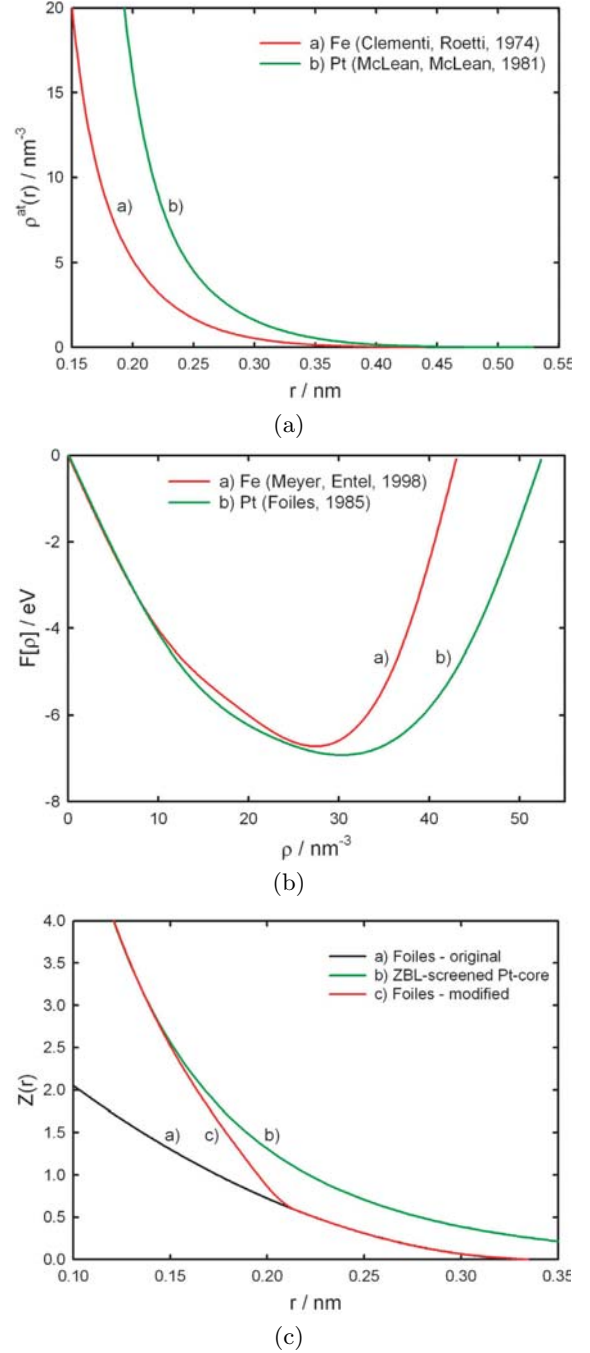 20
15
10
5
0
ρᵃᵗ(r) / nm⁻³
a) Fe (Clementi, Roetti, 1974)
b) Pt (McLean, McLean, 1981)
a)
b)
0.15 0.20 0.25 0.30 0.35 0.40 0.45 0.50 0.55
r / nm
(a)
0
-2
-4
-6
-8
F[ρ] / eV
a) Fe (Meyer, Entel, 1998)
b) Pt (Foiles, 1985)
a)
b)
0 10 20 30 40 50
ρ / nm⁻³
(b)
4.0
3.5
3.0
2.5
2.0
1.5
1.0
0.5
0.0
Z(r)
a) Foiles - original
b) ZBL-screened Pt-core
c) Foiles - modified
a) c) b)
0.10 0.15 0.20 0.25 0.30 0.35
r / nm
(c)